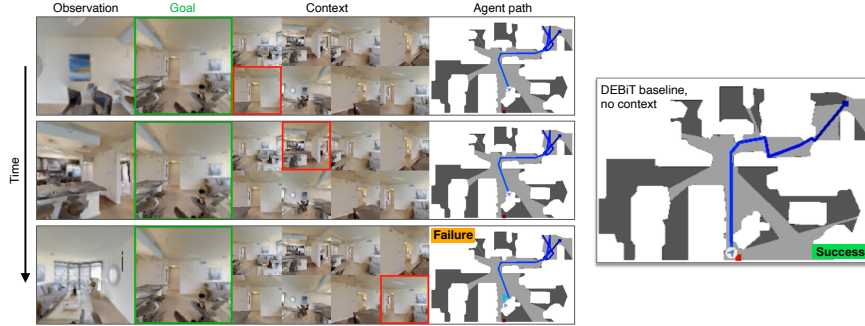 Observation
Goal
Context
Agent path
Time
Failure
DEBiT baseline,
no context
Success